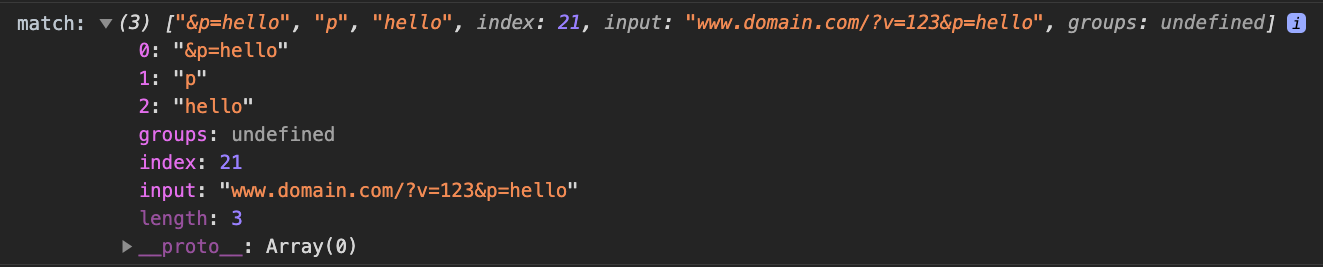 match: ▼(3) ["&p=hello", "p", "hello", index: 21, input: "www.domain.com/?v=123&p=hello", groups: undefined] i
0: "&p=hello"
1: "p"
2: "hello"
groups: undefined
index: 21
input: "www.domain.com/?v=123&p=hello"
length: 3
▶__proto__: Array(0)